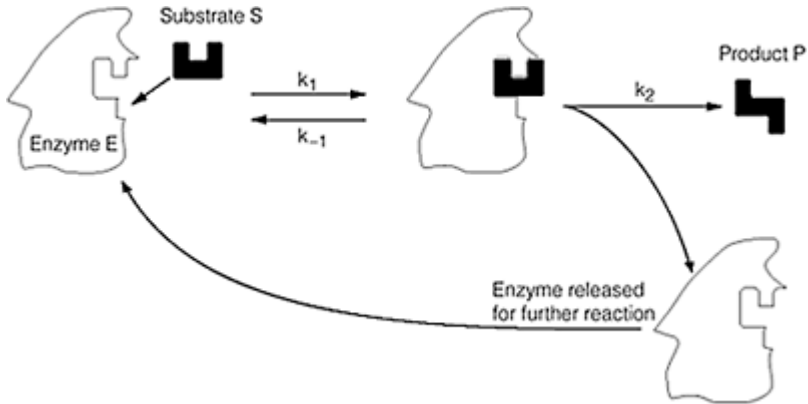 Substrate S
Enzyme E
k₁
k₋₁
k₂
Product P
Enzyme released
for further reaction